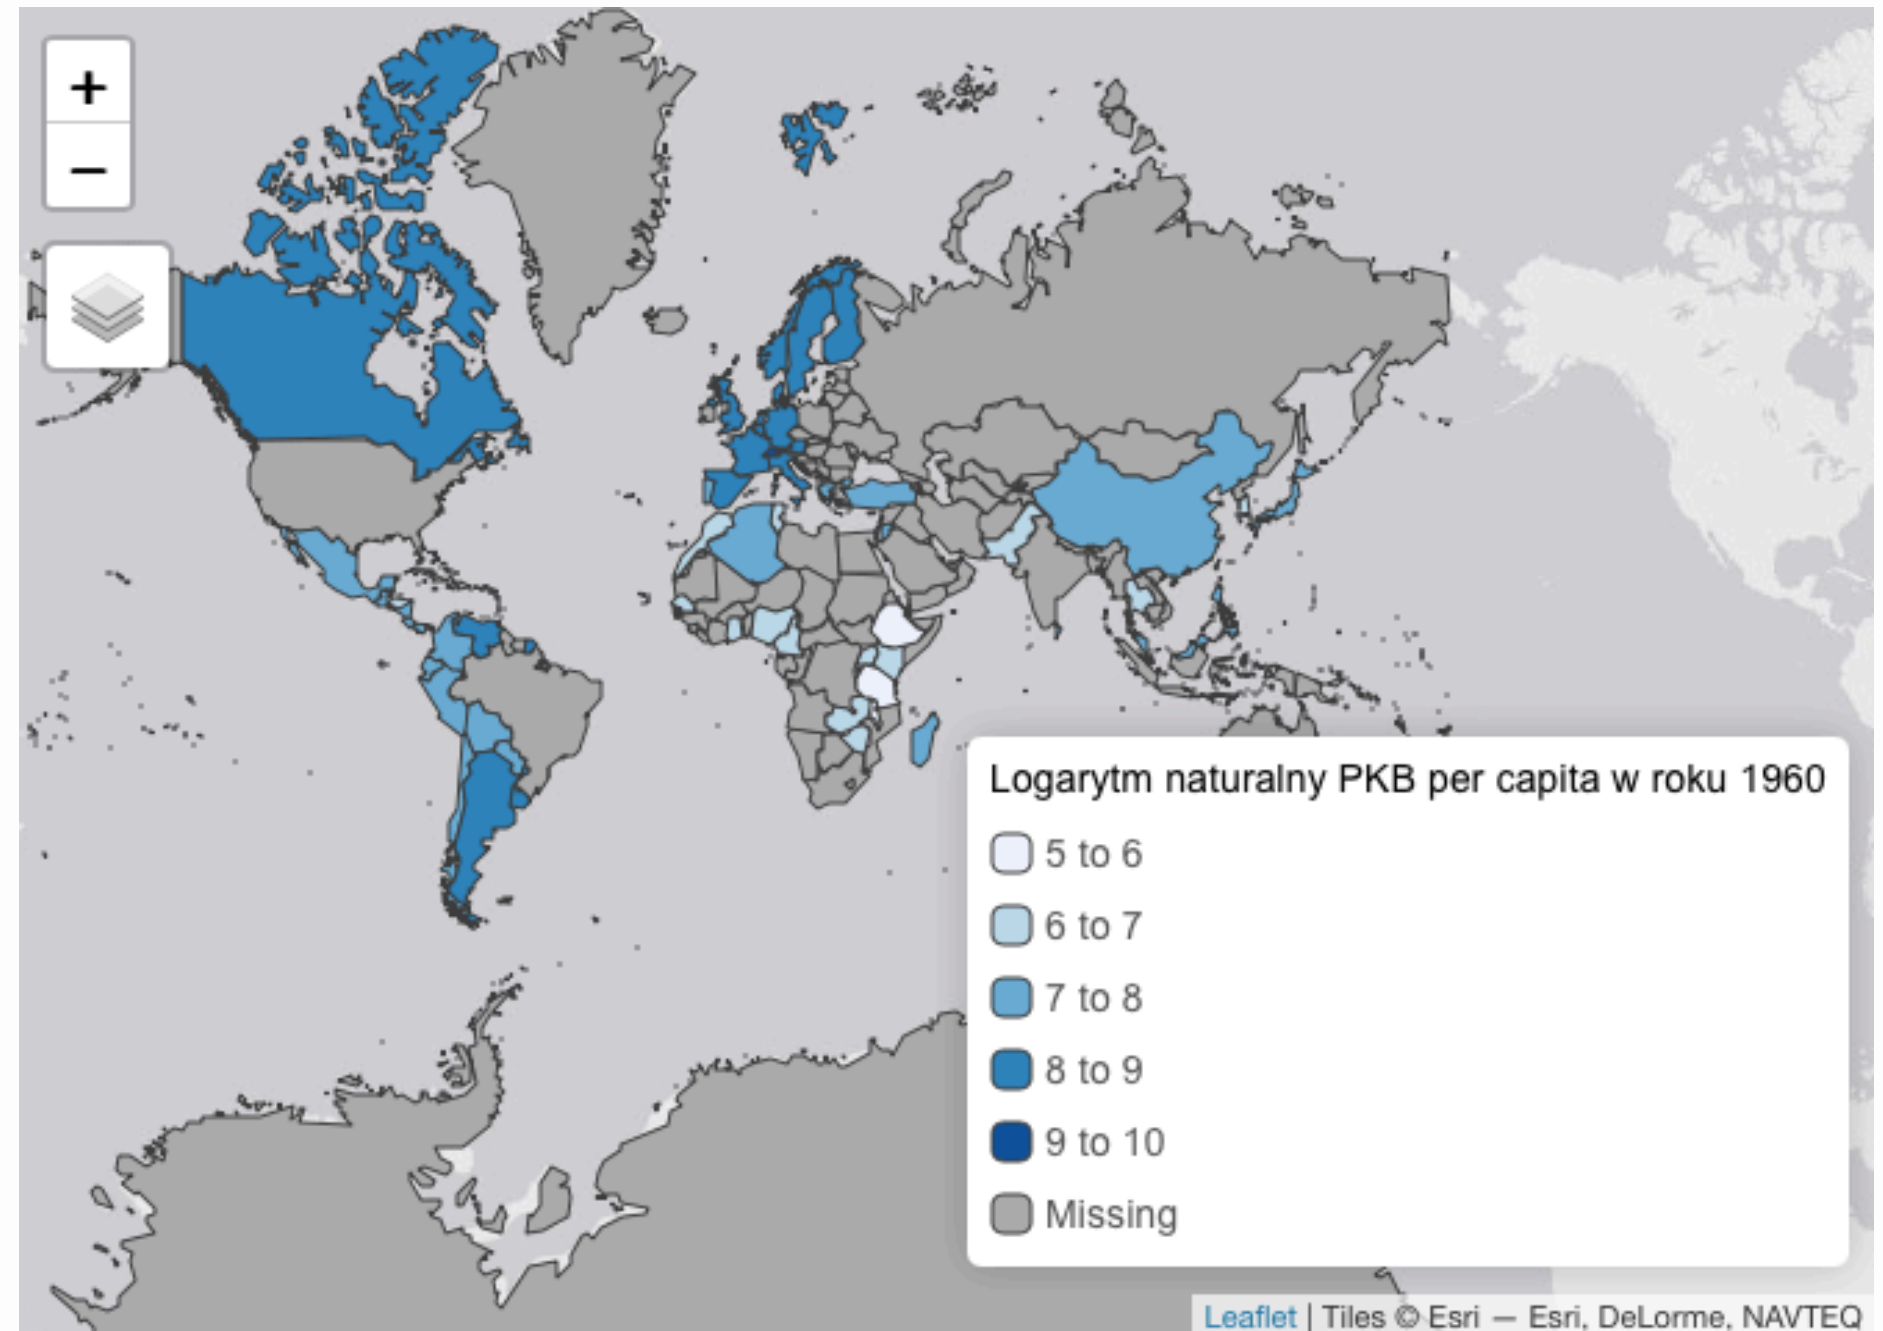 +
−
Logarytm naturalny PKB per capita w roku 1960
5 to 6
6 to 7
7 to 8
8 to 9
9 to 10
Missing
Leaflet | Tiles © Esri — Esri, DeLorme, NAVTEQ